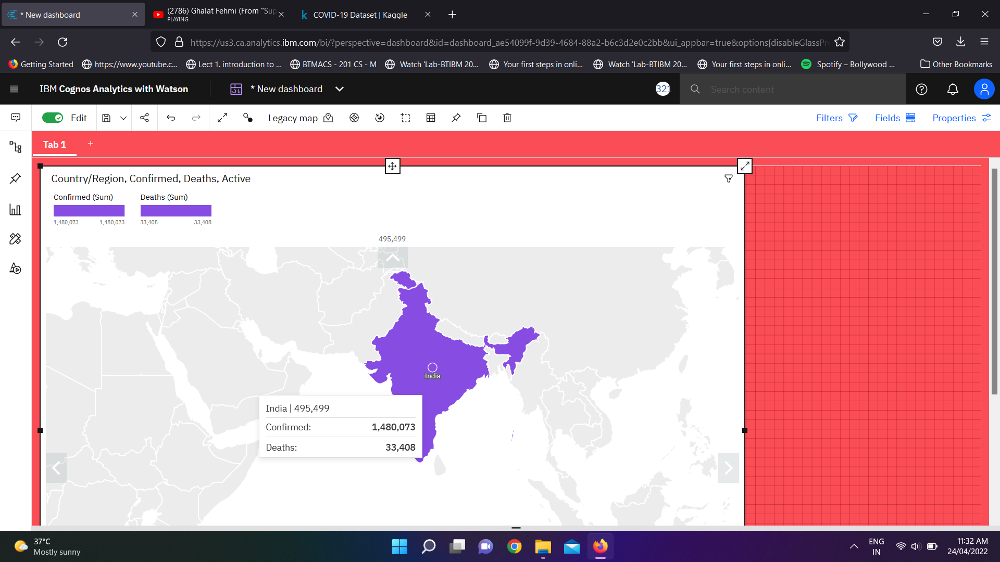 * New dashboard
(2786) Ghalat Fehmi (From "Sup
PLAYING
COVID-19 Dataset | Kaggle
https://us3.ca.analytics.ibm.com/bi/?perspective=dashboard&id=dashboard_ae54099f-9d39-4684-88a2-b6c3d2e0c2bb&ui_appbar=true&options[disableGlassPr
Getting Started
https://www.youtube.c...
Lect 1. introduction to ...
BTMACS - 201 CS - M
Watch 'Lab-BTIBM 20...
Your first steps in onli...
Watch 'Lab-BTIBM 20...
Your first steps in onli...
Spotify – Bollywood ...
Other Bookmarks
IBM Cognos Analytics with Watson
* New dashboard
321
Search content
Edit
Legacy map
Filters
Fields
Properties
Tab 1
+
Country/Region, Confirmed, Deaths, Active
Confirmed (Sum)
Deaths (Sum)
1,480,073
1,480,073
33,408
33,408
495,499
India
India | 495,499
Confirmed: 1,480,073
Deaths: 33,408
37°C
Mostly sunny
ENG
IN
11:32 AM
24/04/2022